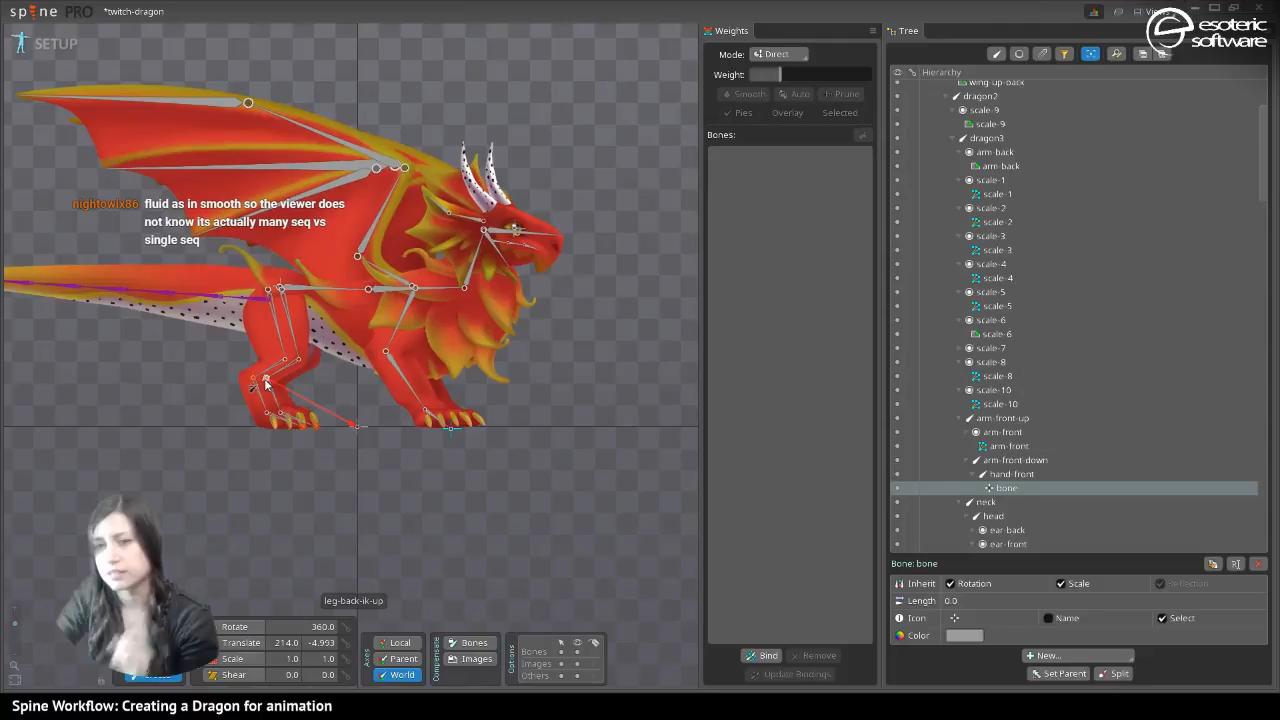 spine PRO
*twitch-dragon
Views
esoteric
software
SETUP
Weights
Tree
Mode:
Direct
Weight:
Smooth
Auto
Prune
Pies
Overlay
Selected
Bones:
Hierarchy
wing-up-back
dragon2
scale-9
scale-9
dragon3
arm-back
arm-back
scale-1
scale-1
scale-2
scale-2
scale-3
scale-3
scale-4
scale-4
scale-5
scale-5
scale-6
scale-6
scale-7
scale-8
scale-8
scale-10
scale-10
arm-front-up
arm-front
arm-front
arm-front-down
hand-front
bone
neck
head
ear-back
ear-front
nightowlx86 fluid as in smooth so the viewer does
not know its actually many seq vs
single seq
leg-back-ik-up
Rotate 360.0
Translate 214.0 -4.993
Scale 1.0 1.0
Shear 0.0 0.0
Axes
Local
Parent
World
Compensate
Bones
Images
Options
Bones
Images
Others
Bind
Remove
Update Bindings
Bone: bone
Inherit
Rotation
Scale
Reflection
Length 0.0
Icon
Name
Select
Color
New...
Set Parent
Split
Spine Workflow: Creating a Dragon for animation